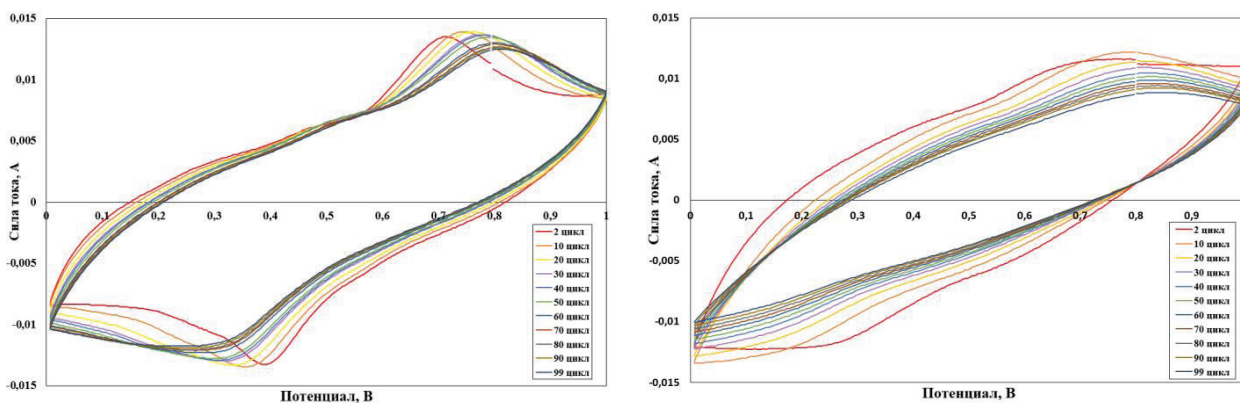 0,015
0,01
0,005
0
-0,005
-0,01
-0,015
Сила тока, А
0 0,1 0,2 0,3 0,4 0,5 0,6 0,7 0,8 0,9 1
2 цикл
10 цикл
20 цикл
30 цикл
40 цикл
50 цикл
60 цикл
70 цикл
80 цикл
90 цикл
99 цикл
Потенциал, В
0,015
0,01
0,005
0
-0,005
-0,01
-0,015
Сила тока, А
0 0,1 0,2 0,3 0,4 0,5 0,6 0,7 0,8 0,9
2 цикл
10 цикл
20 цикл
30 цикл
40 цикл
50 цикл
60 цикл
70 цикл
80 цикл
90 цикл
99 цикл
Потенциал, В